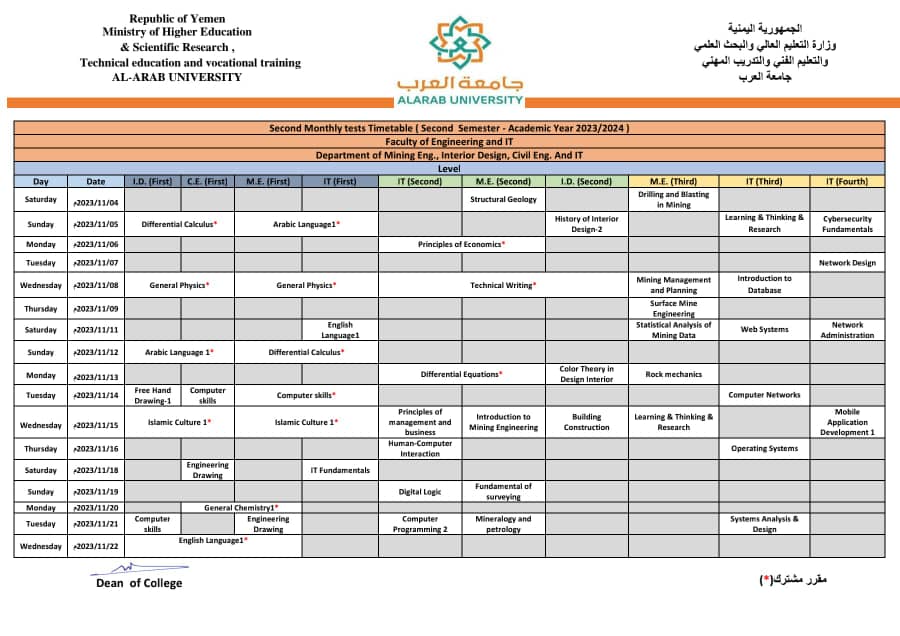 Republic of Yemen
Ministry of Higher Education
& Scientific Research ,
Technical education and vocational training
AL-ARAB UNIVERSITY
جامعة العرب
ALARAB UNIVERSITY
الجمهورية اليمنية
وزارة التعليم العالي والبحث العلمي
والتعليم الفني والتدريب المهني
جامعة العرب
Second Monthly tests Timetable ( Second Semester - Academic Year 2023/2024 )
Faculty of Engineering and IT
Department of Mining Eng., Interior Design, Civil Eng. And IT
Level
Day Date I.D. (First) C.E. (First) M.E. (First) IT (First) IT (Second) M.E. (Second) I.D. (Second) M.E. (Third) IT (Third) IT (Fourth)
Saturday 2023/11/04م Structural Geology Drilling and Blasting in Mining
Sunday 2023/11/05م Differential Calculus* Arabic Language1* History of Interior Design-2 Learning & Thinking & Research Cybersecurity Fundamentals
Monday 2023/11/06م Principles of Economics*
Tuesday 2023/11/07م Network Design
Wednesday 2023/11/08م General Physics* General Physics* Technical Writing* Mining Management and Planning Introduction to Database
Thursday 2023/11/09م Surface Mine Engineering
Saturday 2023/11/11م English Language1 Statistical Analysis of Mining Data Web Systems Network Administration
Sunday 2023/11/12م Arabic Language 1* Differential Calculus*
Monday 2023/11/13م Differential Equations* Color Theory in Design Interior Rock mechanics
Tuesday 2023/11/14م Free Hand Drawing-1 Computer skills Computer skills* Computer Networks
Wednesday 2023/11/15م Islamic Culture 1* Islamic Culture 1* Principles of management and business Introduction to Mining Engineering Building Construction Learning & Thinking & Research Mobile Application Development 1
Thursday 2023/11/16م Human-Computer Interaction Operating Systems
Saturday 2023/11/18م Engineering Drawing IT Fundamentals
Sunday 2023/11/19م Digital Logic Fundamental of surveying
Monday 2023/11/20م General Chemistry1*
Tuesday 2023/11/21م Computer skills Engineering Drawing Computer Programming 2 Mineralogy and petrology Systems Analysis & Design
Wednesday 2023/11/22م English Language1*
Dean of College
مقرر مشترك(*)